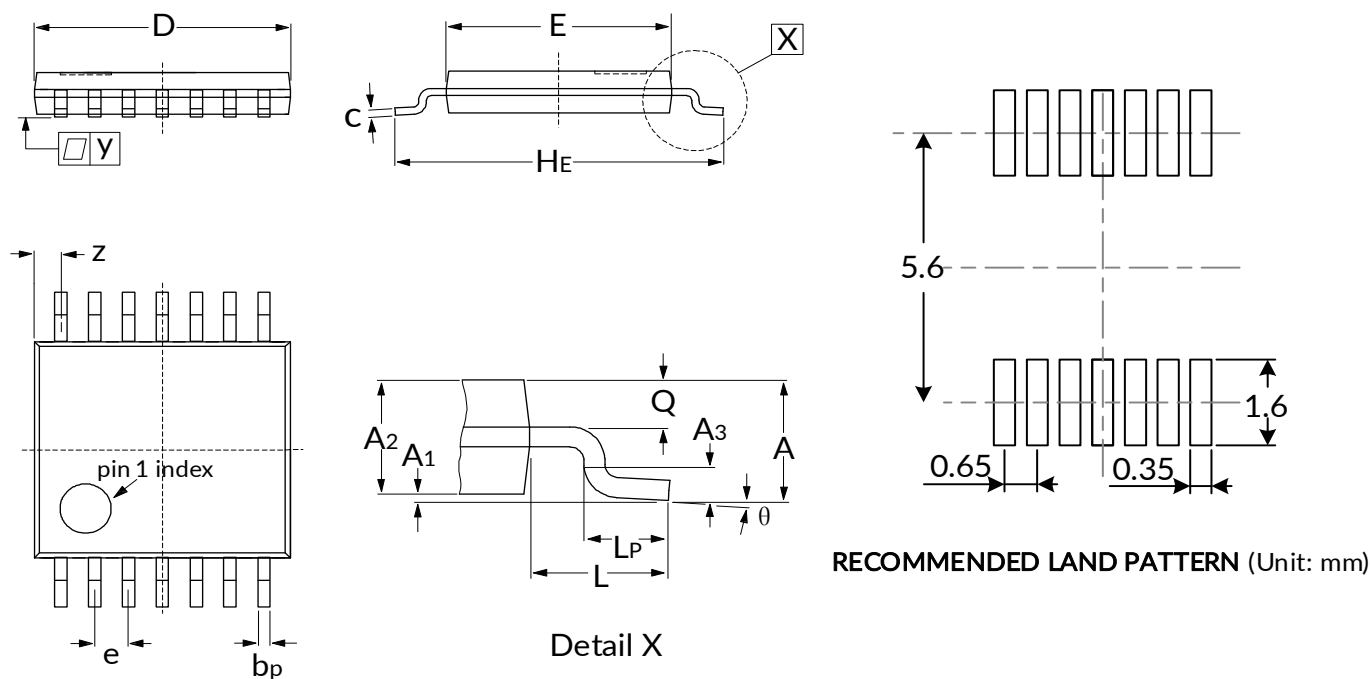 D
E
X
c
y
HE
z
5.6
pin 1 index
Q
A2
A1
A3
A
θ
LP
L
1.6
0.65
0.35
RECOMMENDED LAND PATTERN (Unit: mm)
e
bp
Detail X